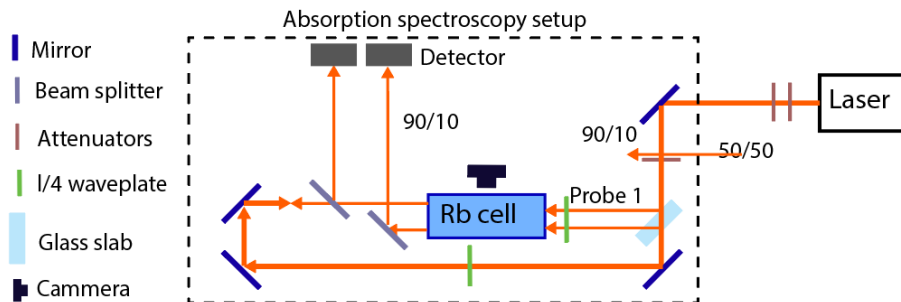 Absorption spectroscopy setup
Mirror
Beam splitter
Attenuators
l/4 waveplate
Glass slab
Cammera
Detector
90/10
90/10
50/50
Laser
Probe 1
Rb cell